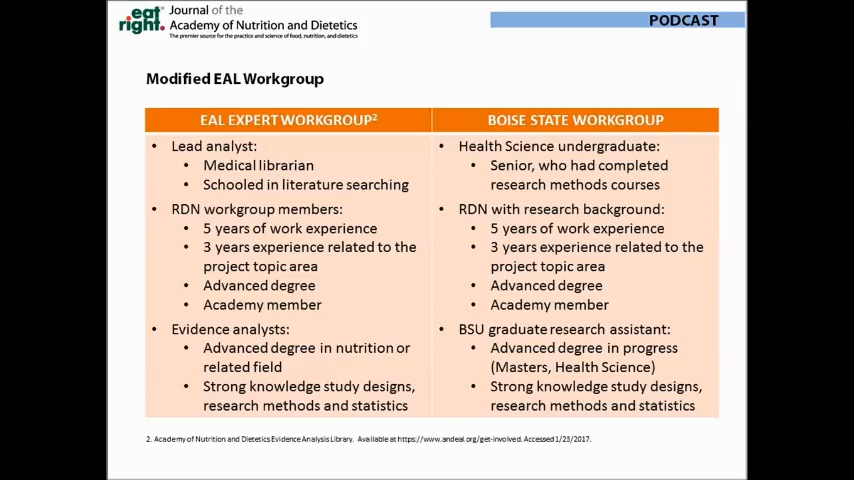 eat right.
Journal of the
Academy of Nutrition and Dietetics
The premier source for the practice and science of food, nutrition, and dietetics
PODCAST
Modified EAL Workgroup
EAL EXPERT WORKGROUP2
• Lead analyst:
• Medical librarian
• Schooled in literature searching
• RDN workgroup members:
• 5 years of work experience
• 3 years experience related to the
project topic area
• Advanced degree
• Academy member
• Evidence analysts:
• Advanced degree in nutrition or
related field
• Strong knowledge study designs,
research methods and statistics
BOISE STATE WORKGROUP
• Health Science undergraduate:
• Senior, who had completed
research methods courses
• RDN with research background:
• 5 years of work experience
• 3 years experience related to the
project topic area
• Advanced degree
• Academy member
• BSU graduate research assistant:
• Advanced degree in progress
(Masters, Health Science)
• Strong knowledge study designs,
research methods and statistics
2. Academy of Nutrition and Dietetics Evidence Analysis Library. Available at https://www.andeal.org/get-involved. Accessed 1/23/2017.